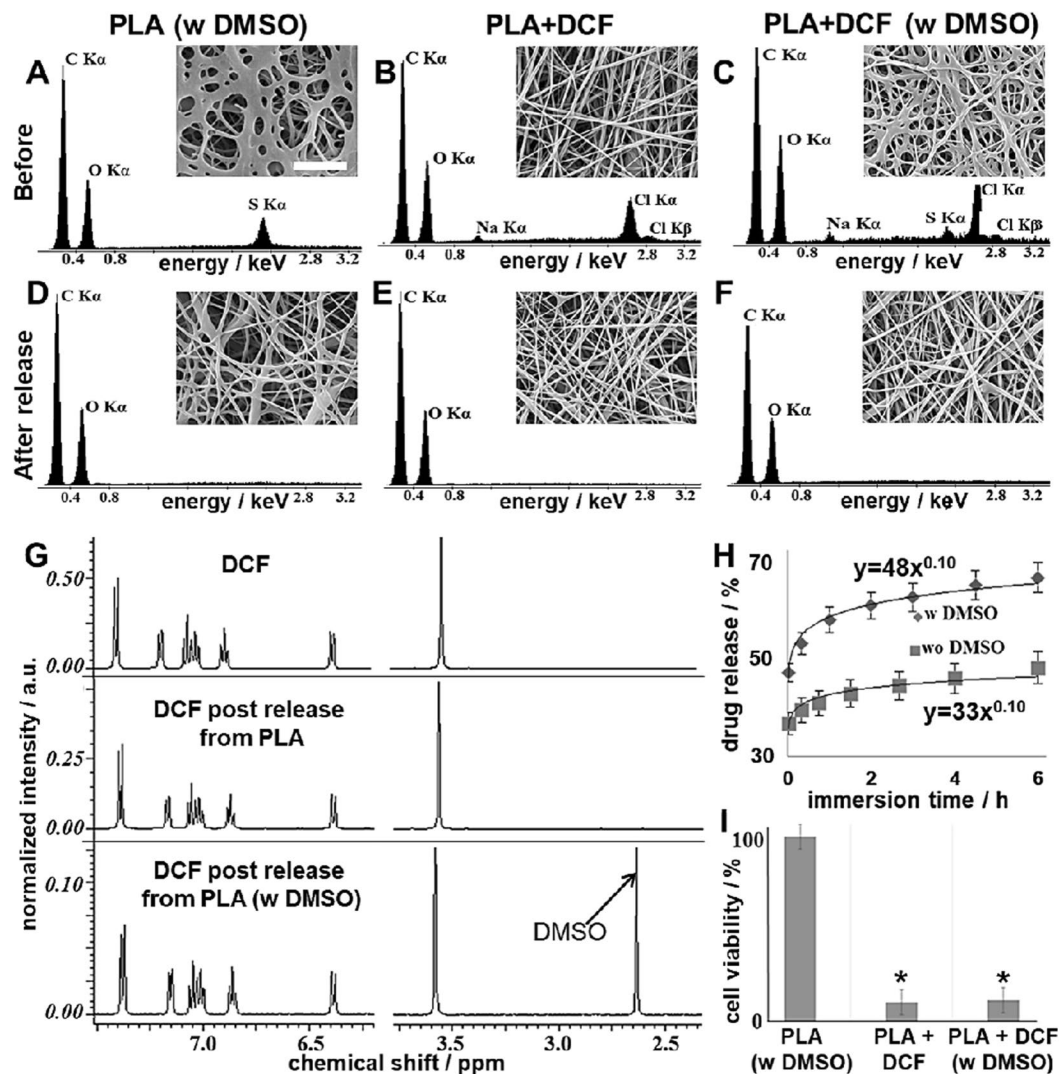 PLA (w DMSO) PLA+DCF PLA+DCF (w DMSO)
Before
A
C Kα
O Kα
S Kα
0.4 0.8 2.8 3.2
energy / keV
B
C Kα
O Kα
Na Kα
Cl Kα
Cl Kβ
0.4 0.8 2.8 3.2
energy / keV
C
C Kα
O Kα
Na Kα
S Kα
Cl Kα
Cl Kβ
0.4 0.8 2.8 3.2
energy / keV
After release
D
C Kα
O Kα
0.4 0.8 2.8 3.2
energy / keV
E
C Kα
O Kα
0.4 0.8 2.8 3.2
energy / keV
F
C Kα
O Kα
0.4 0.8 2.8 3.2
energy / keV
G
normalized intensity / a.u.
DCF
0.50
0.00
DCF post release
from PLA
0.25
0.00
DCF post release
from PLA (w DMSO)
0.10
DMSO
0.00
7.0 6.5 3.5 3.0 2.5
chemical shift / ppm
H
drug release / %
70
50
30
y=48x^0.10
w DMSO
wo DMSO
y=33x^0.10
0 2 4 6
immersion time / h
I
cell viability / %
100
0
* *
PLA PLA + PLA + DCF
(w DMSO) DCF (w DMSO)